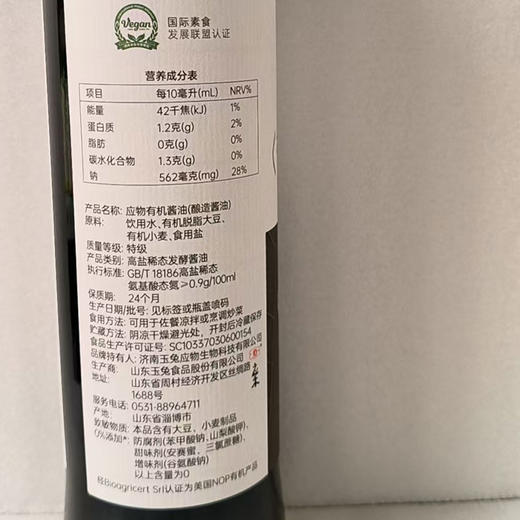 Vegan
国际素食
发展联盟认证
营养成分表
项目 每10毫升(mL) NRV%
能量 42千焦(kJ) 1%
蛋白质 1.2克(g) 2%
脂肪 0克(g) 0%
碳水化合物 1.3克(g) 0%
钠 562毫克(mg) 28%
产品名称: 应物有机酱油(酿造酱油)
原料: 饮用水、有机脱脂大豆、
有机小麦、食用盐
质量等级: 特级
产品类别: 高盐稀态发酵酱油
执行标准: GB/T 18186高盐稀态
氨基酸态氮≥0.9g/100ml
保质期: 24个月
生产日期/批号: 见标签或瓶盖喷码
食用方法: 可用于佐餐凉拌或烹调炒菜
贮藏方法: 阴凉干燥避光处，开封后冷藏保存
食品生产许可证号: SC10337030600154
品牌持有人: 济南玉兔应物生物科技有限公司
生产商: 山东玉兔食品股份有限公司
地址: 山东省周村经济开发区丝绸路
1688号
服务电话: 0531-88964711
产地: 山东省淄博市
致敏物质: 本品含有大豆、小麦制品
0%添加*: 防腐剂(苯甲酸钠、山梨酸钾)、
甜味剂(安赛蜜、三氯蔗糖)、
增味剂(谷氨酸钠)
以上含量为0
经Bioagricert Srl认证为美国NOP有机产品